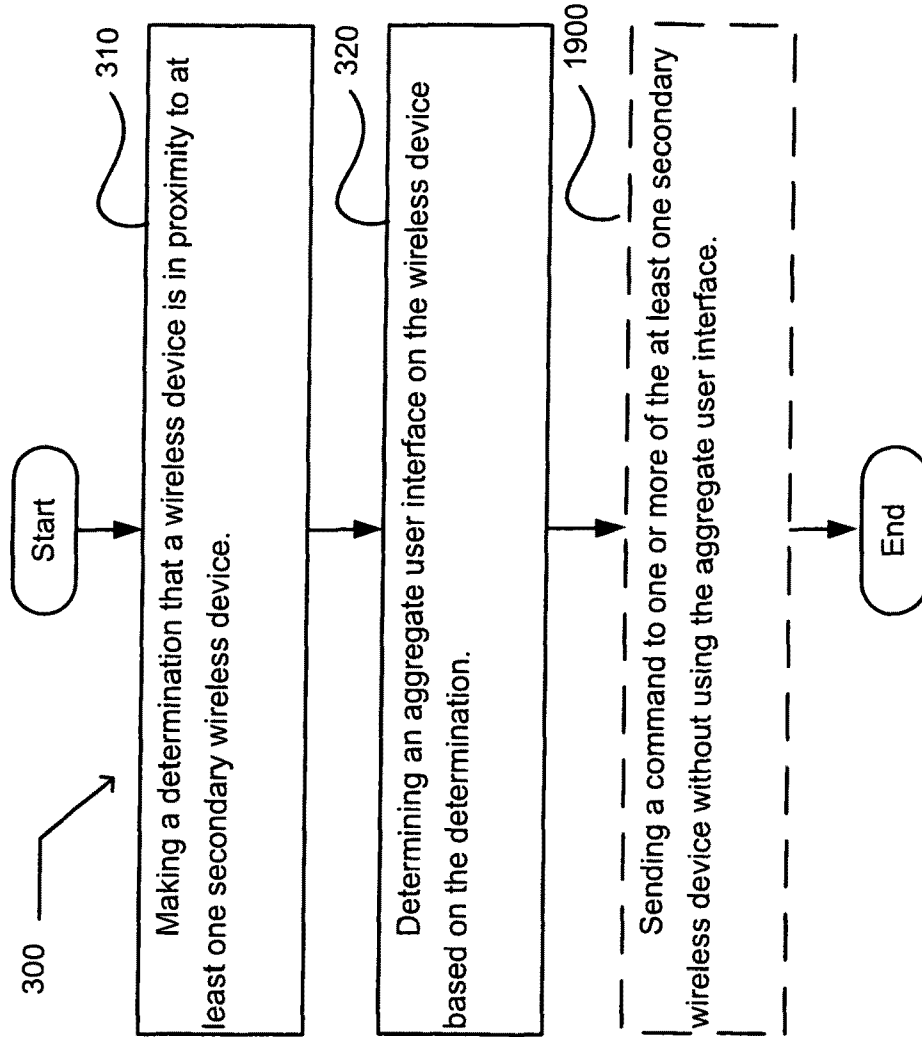 300
Start
310
Making a determination that a wireless device is in proximity to at
least one secondary wireless device.
320
Determining an aggregate user interface on the wireless device
based on the determination.
1900
Sending a command to one or more of the at least one secondary
wireless device without using the aggregate user interface.
End